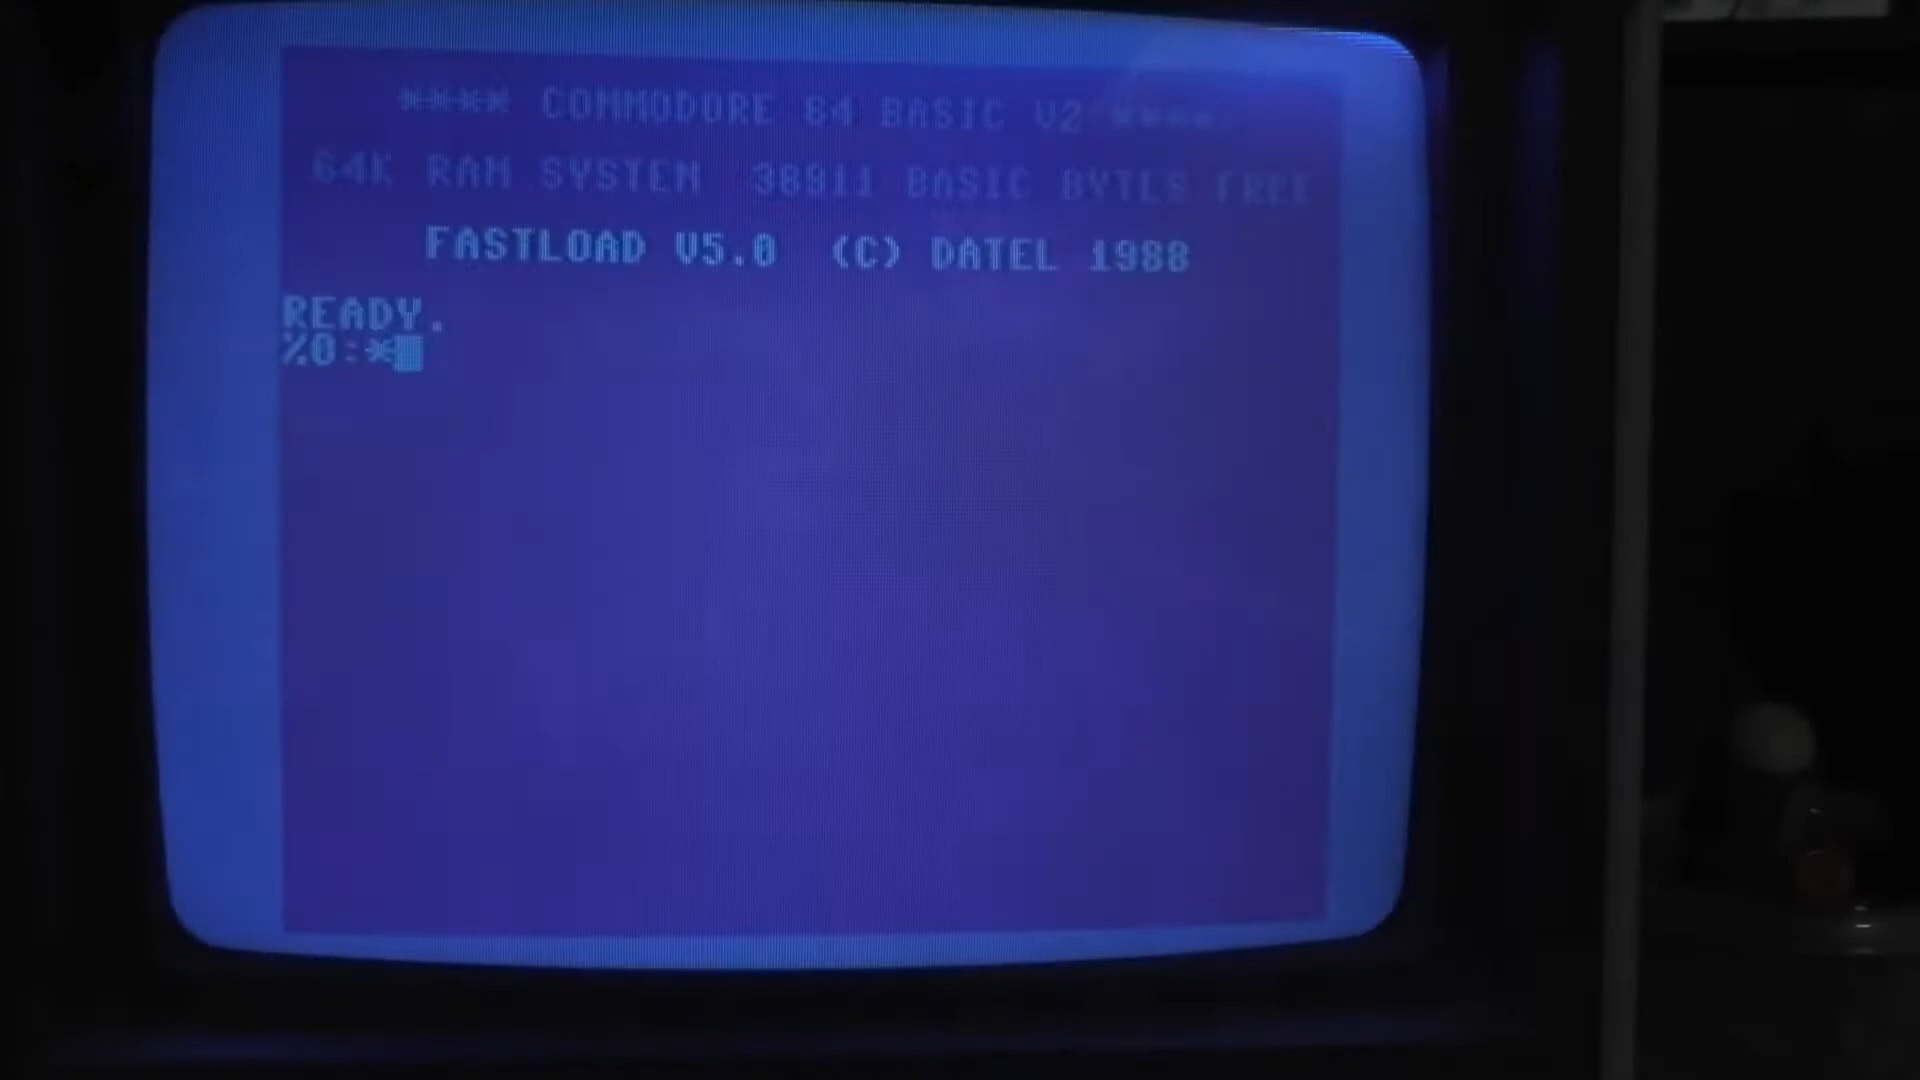 **** COMMODORE 64 BASIC V2 ****
64K RAM SYSTEM 38911 BASIC BYTES FREE
FASTLOAD V5.0 (C) DATEL 1988
READY.
%0:*